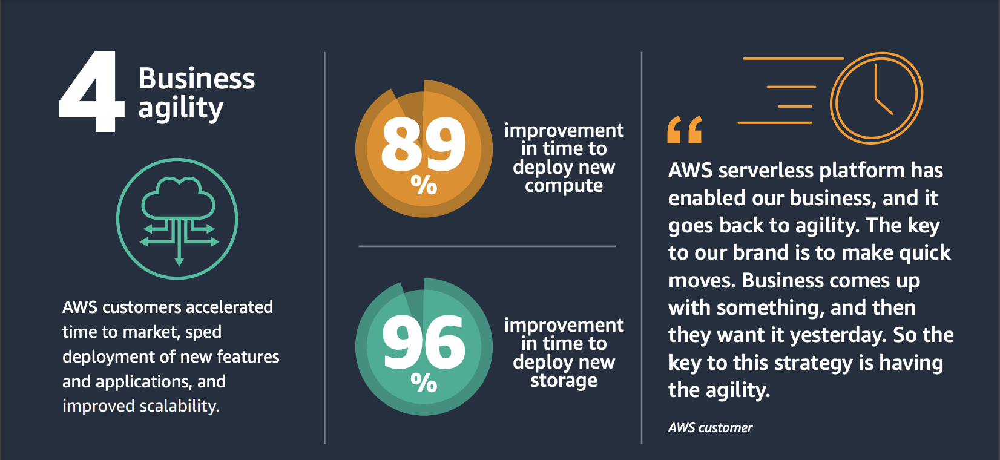 4
Business
agility
AWS customers accelerated
time to market, sped
deployment of new features
and applications, and
improved scalability.
89
%
improvement
in time to
deploy new
compute
96
%
improvement
in time to
deploy new
storage
“
AWS serverless platform has
enabled our business, and it
goes back to agility. The key
to our brand is to make quick
moves. Business comes up
with something, and then
they want it yesterday. So the
key to this strategy is having
the agility.
AWS customer